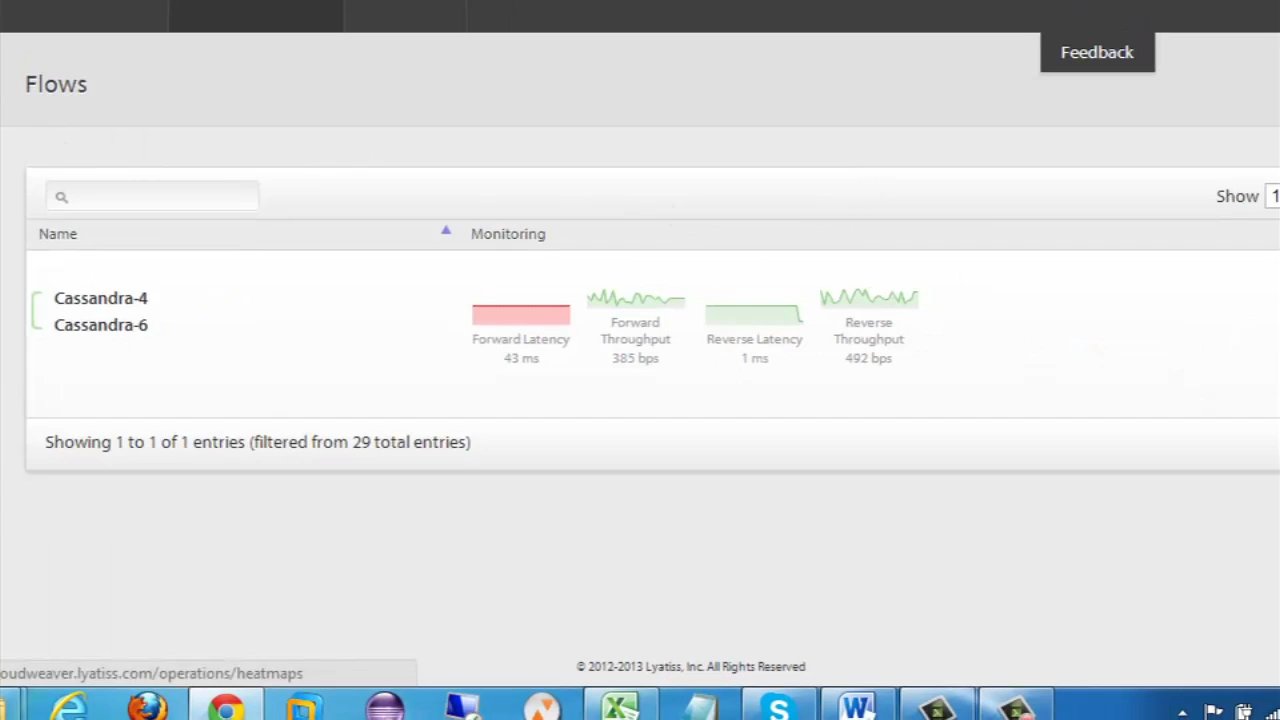 Feedback
Flows
Show 1
Name
Monitoring
Cassandra-4
Cassandra-6
Forward Latency
43 ms
Forward
Throughput
385 bps
Reverse Latency
1 ms
Reverse
Throughput
492 bps
Showing 1 to 1 of 1 entries (filtered from 29 total entries)
© 2012-2013 Lyatiss, Inc. All Rights Reserved
oudweaver.lyatiss.com/operations/heatmaps